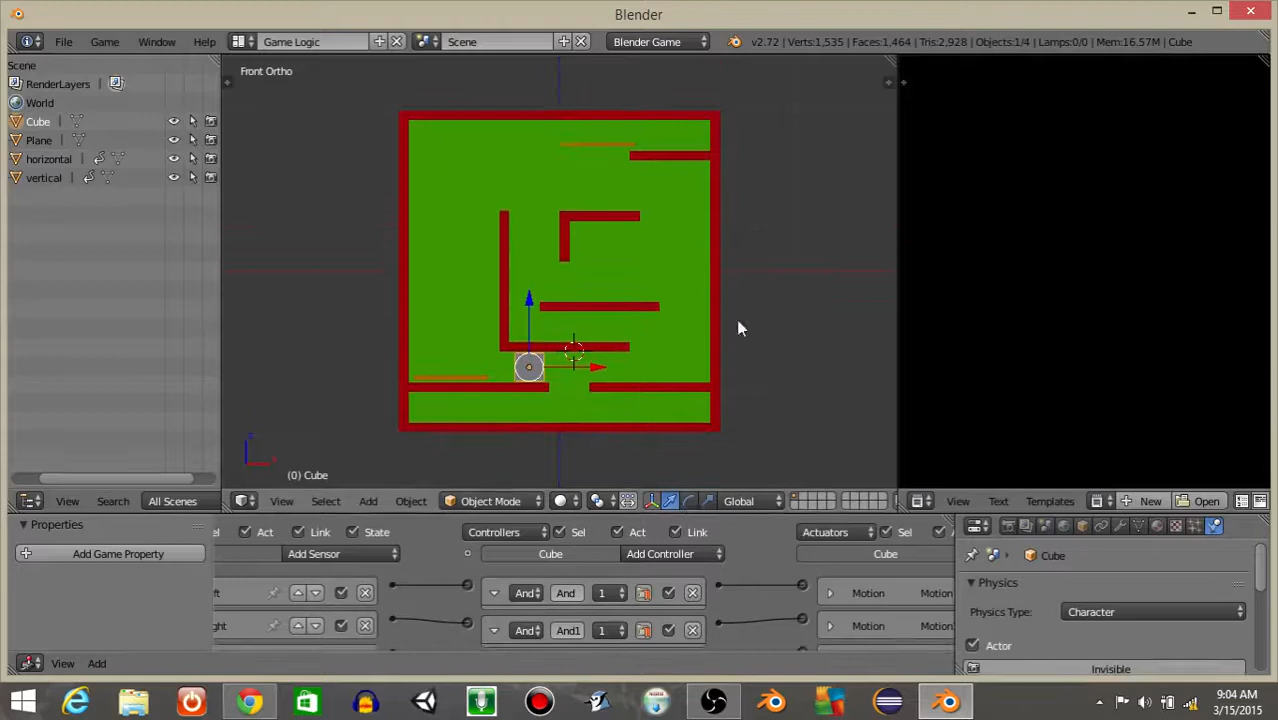 Blender
File Game Window Help Game Logic Scene Blender Game v2.72 | Verts:1,535 | Faces:1,464 | Tris:2,928 | Objects:1/4 | Lamps:0/0 | Mem:16.57M | Cube
Scene
RenderLayers
World
Cube
Plane
horizontal
vertical
Front Ortho
(0) Cube
View Search All Scenes
View Select Add Object Object Mode Global
View Text Templates New Open
Properties
Add Game Property
el Act Link State
Add Sensor
ft
ght
Controllers Sel Act Link
Cube Add Controller
And And 1
And And1 1
Actuators Sel
Cube
Motion Motion
Motion Motion
View Add
Cube
Physics
Physics Type: Character
Actor
Invisible
9:04 AM
3/15/2015